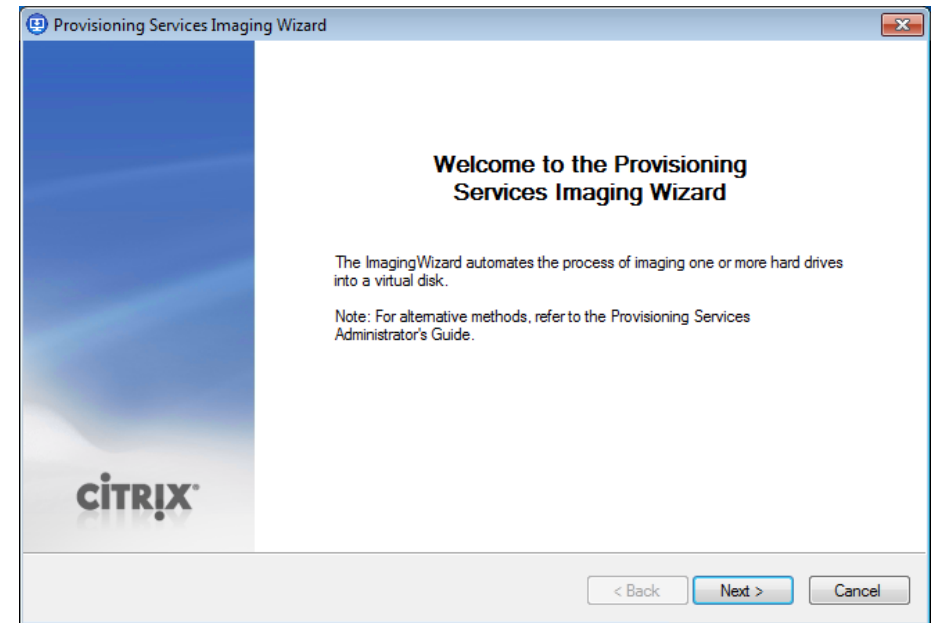 Provisioning Services Imaging Wizard
Welcome to the Provisioning
Services Imaging Wizard
The ImagingWizard automates the process of imaging one or more hard drives
into a virtual disk.
Note: For alternative methods, refer to the Provisioning Services
Administrator's Guide.
CİTRIX
< Back Next > Cancel